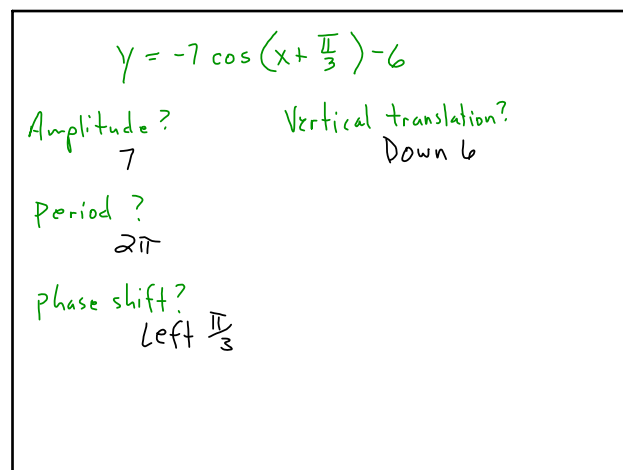 y = -7 cos (x + π/3) - 6
Amplitude?
7
Vertical translation?
Down 6
Period?
2π
phase shift?
Left π/3